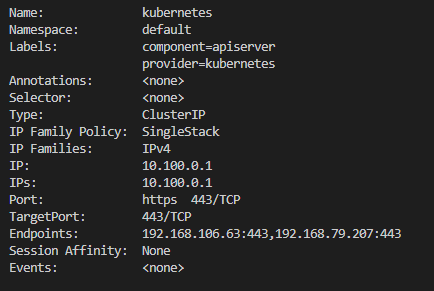 Name: kubernetes
Namespace: default
Labels: component=apiserver
provider=kubernetes
Annotations: <none>
Selector: <none>
Type: ClusterIP
IP Family Policy: SingleStack
IP Families: IPv4
IP: 10.100.0.1
IPs: 10.100.0.1
Port: https 443/TCP
TargetPort: 443/TCP
Endpoints: 192.168.106.63:443,192.168.79.207:443
Session Affinity: None
Events: <none>